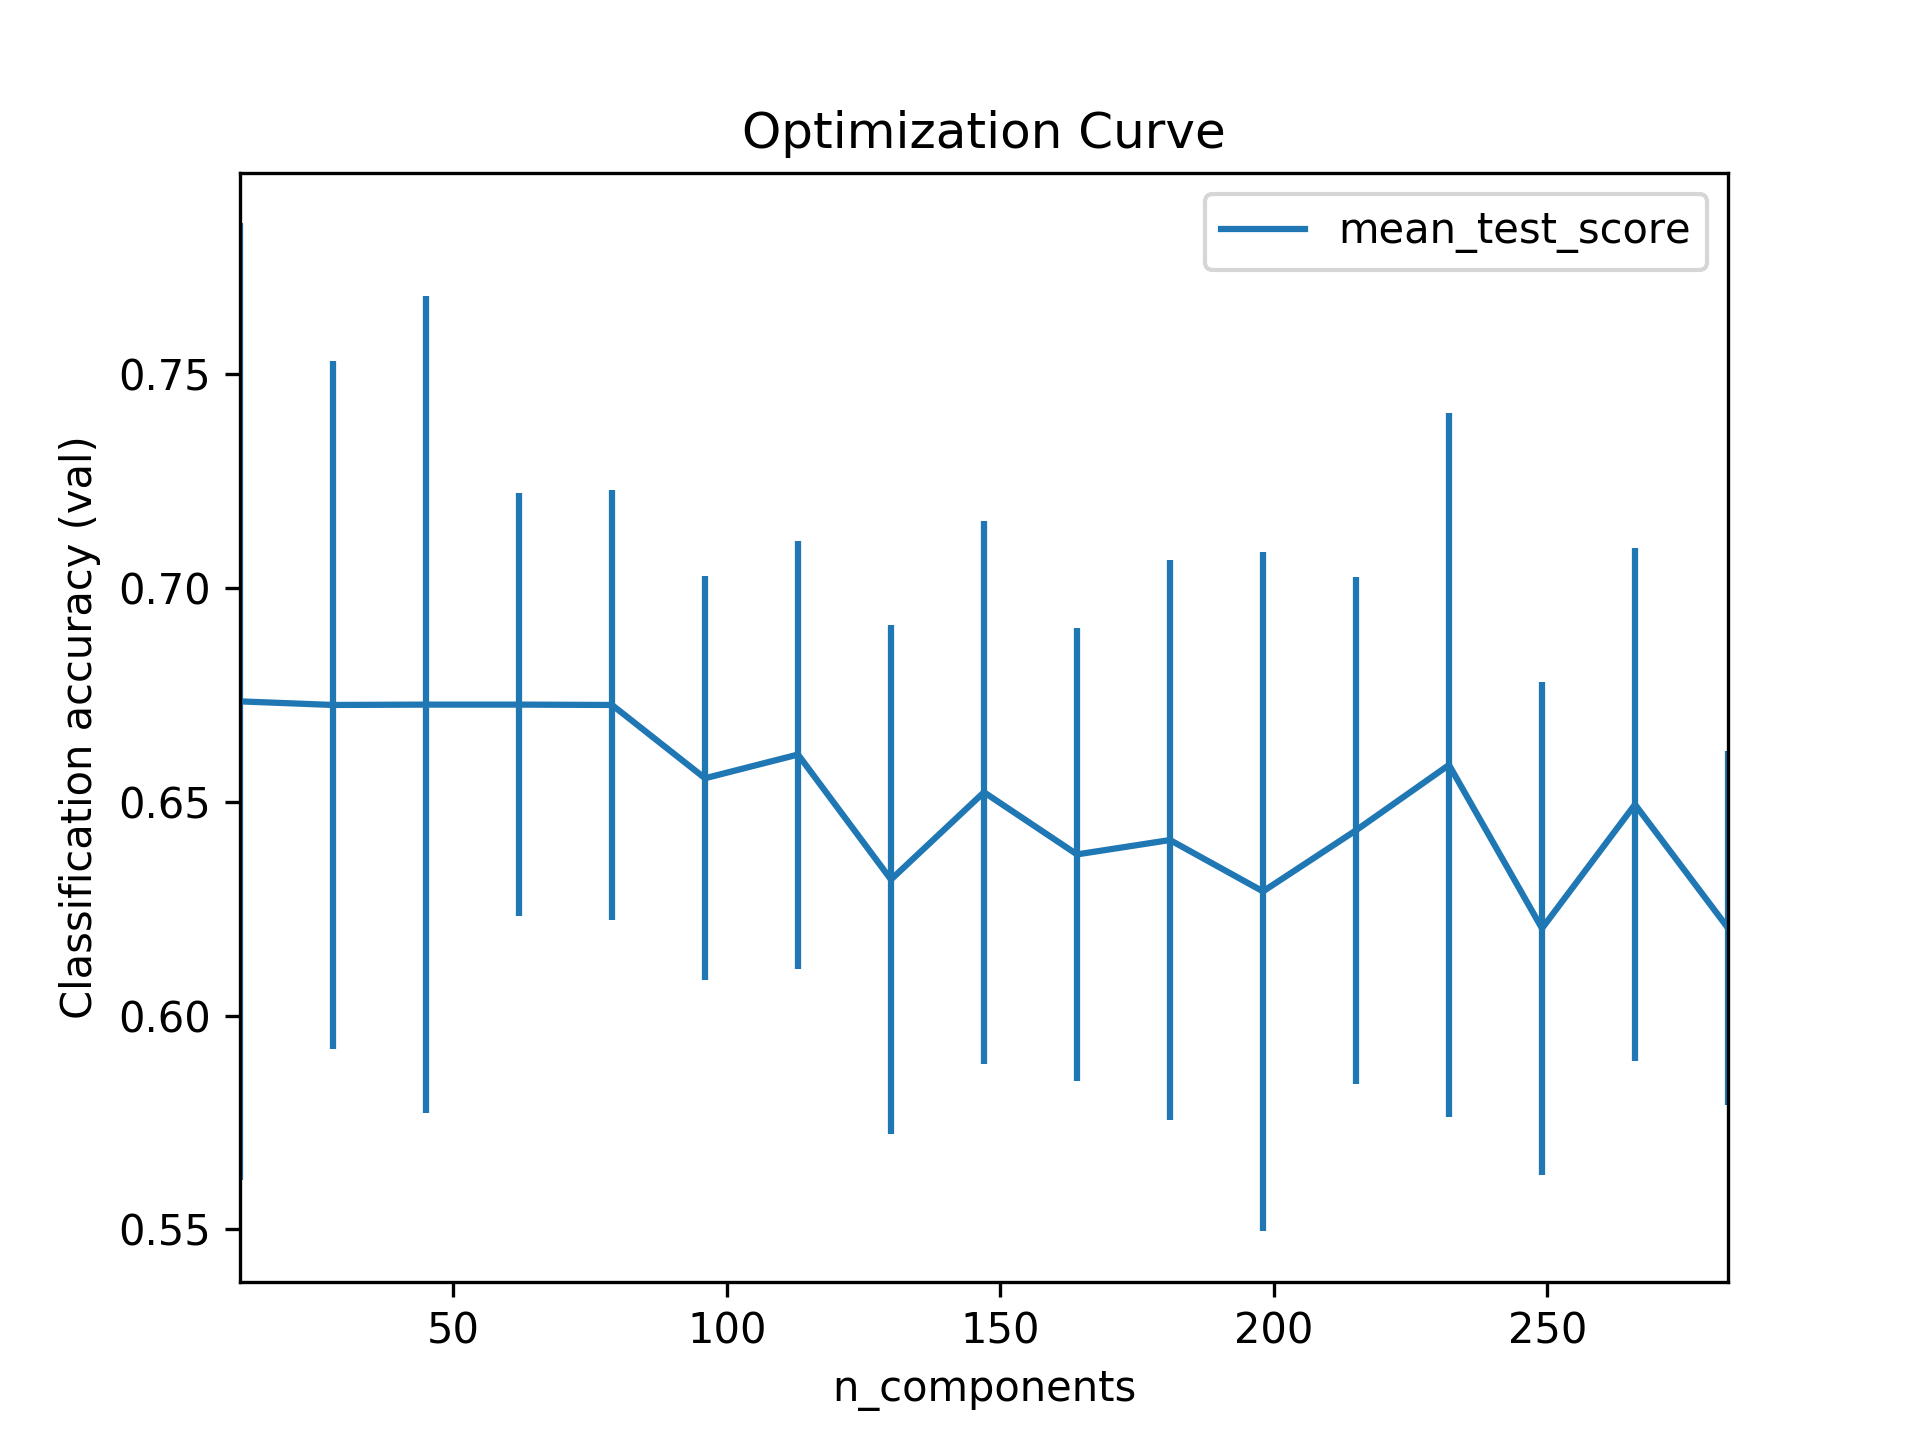 Optimization Curve
mean_test_score
Classification accuracy (val)
0.75
0.70
0.65
0.60
0.55
50 100 150 200 250
n_components